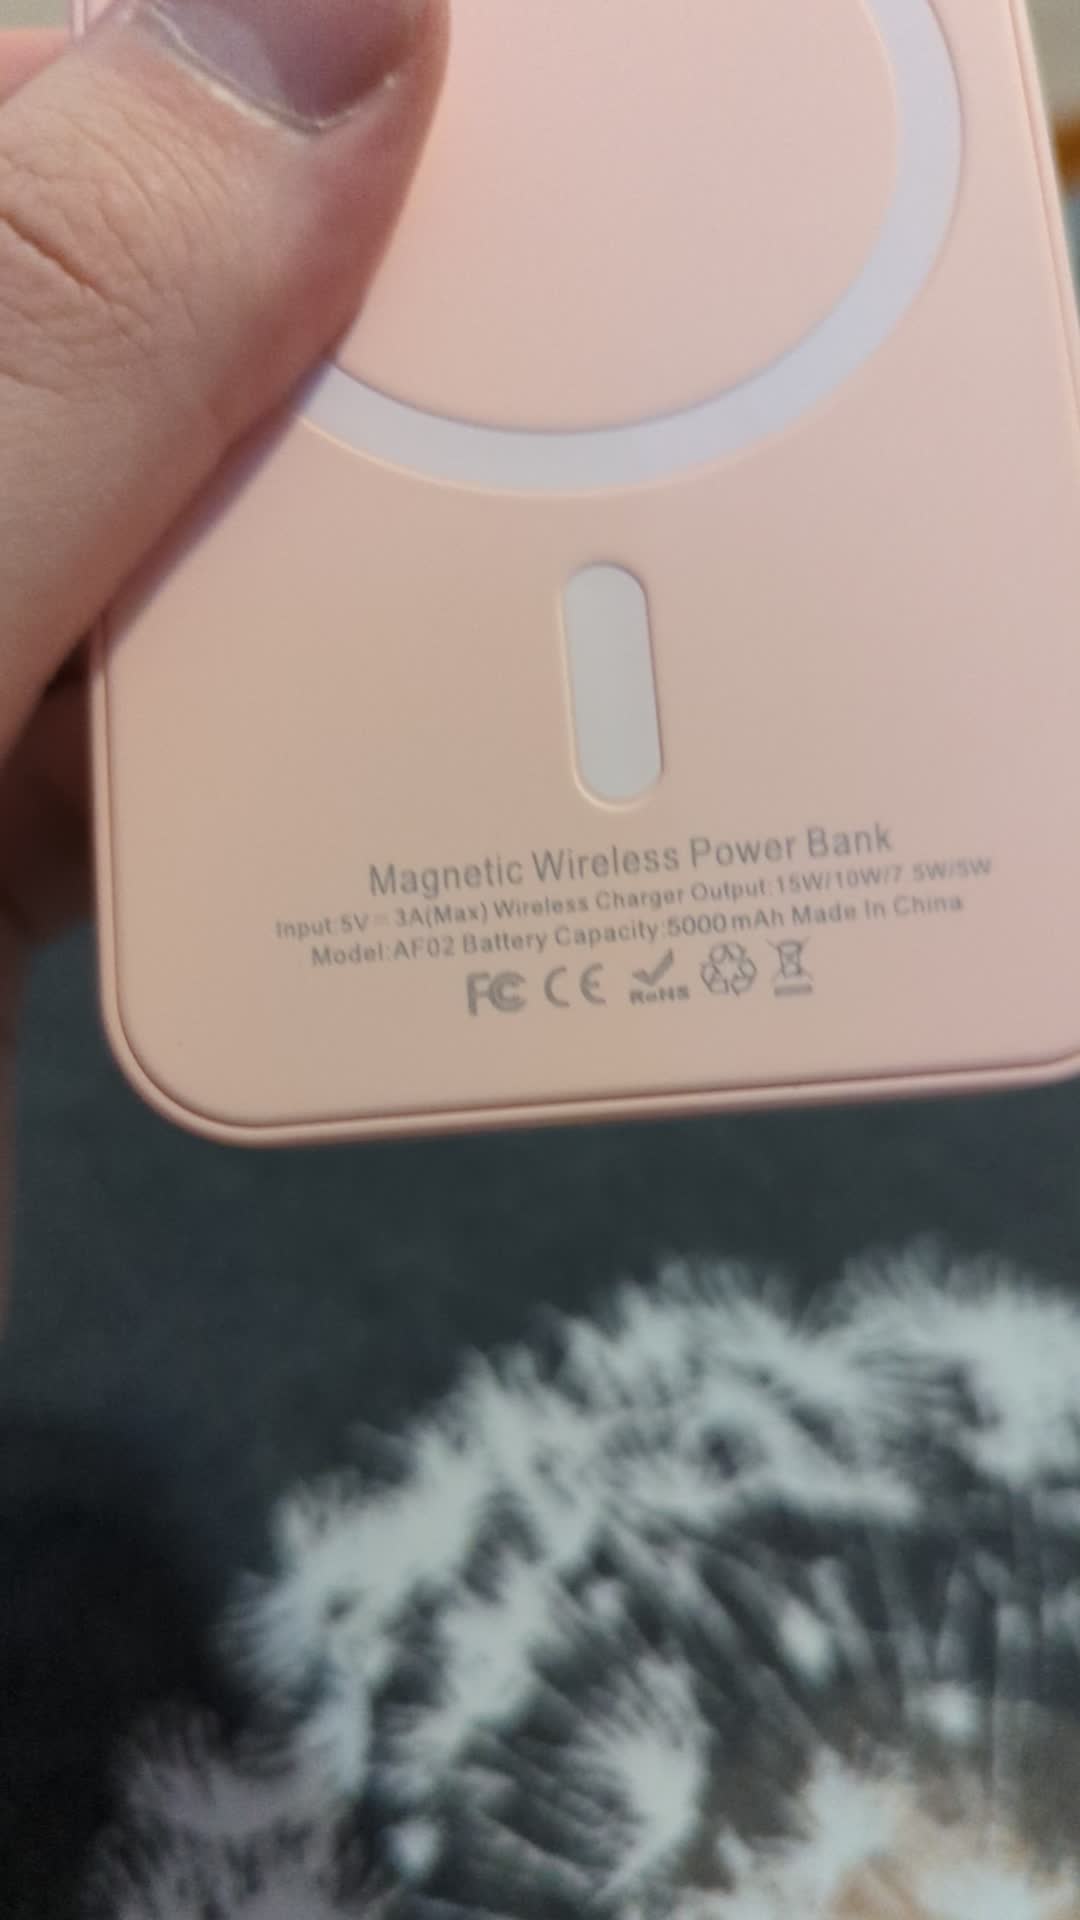 Magnetic Wireless Power Bank
Input:5V⎓3A(Max) Wireless Charger Output:15W/10W/7.5W/5W
Model:AF02 Battery Capacity:5000mAh Made In China
FC CE RoHS